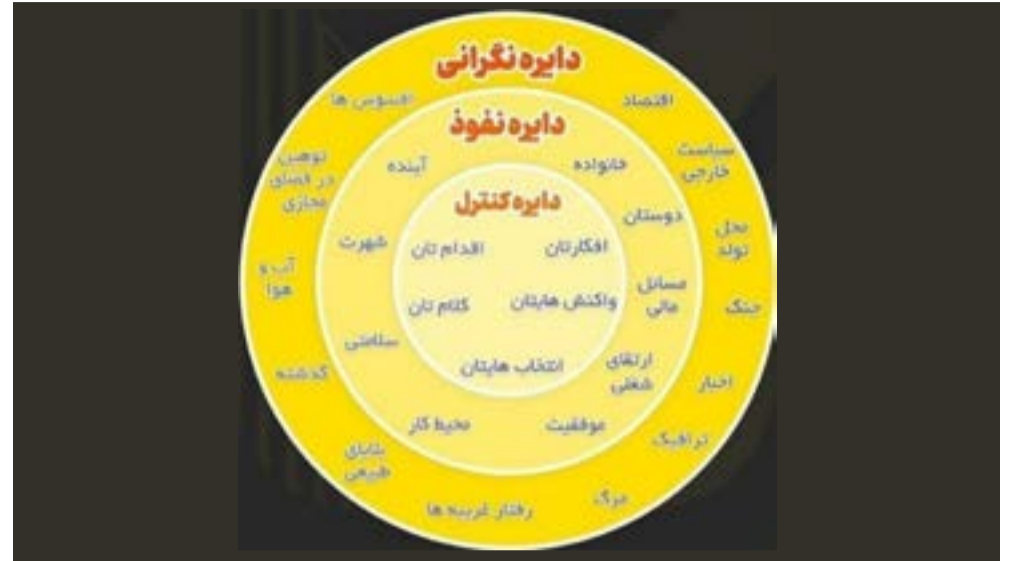 دایره نگرانی
افسوس ها
اقتصاد
توهین
در فضای
مجازی
سیاست
خارجی
محل
تولد
آب و
هوا
جنگ
گذشته
اخبار
ترافیک
بلایای
طبیعی
مرگ
رفتار غریبه ها
دایره نفوذ
آینده
خانواده
دوستان
شهرت
مسائل
مالی
سلامتی
ارتقای
شغلی
محیط کار
موفقیت
دایره کنترل
افکارتان
اقدام تان
واکنش هایتان
کلام تان
انتخاب هایتان